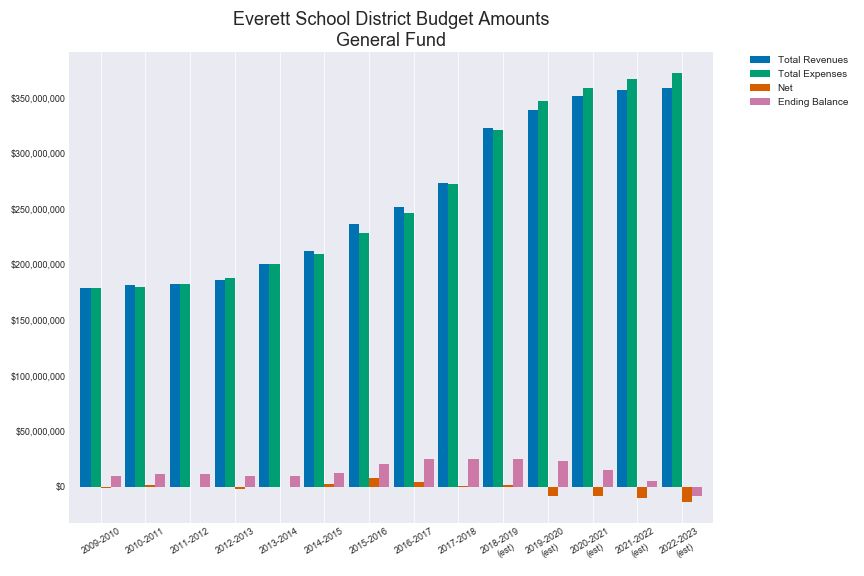 Everett School District Budget Amounts
General Fund
Total Revenues
Total Expenses
Net
Ending Balance
$350,000,000
$300,000,000
$250,000,000
$200,000,000
$150,000,000
$100,000,000
$50,000,000
$0
2009-2010
2010-2011
2011-2012
2012-2013
2013-2014
2014-2015
2015-2016
2016-2017
2017-2018
2018-2019
(est)
2019-2020
(est)
2020-2021
(est)
2021-2022
(est)
2022-2023
(est)